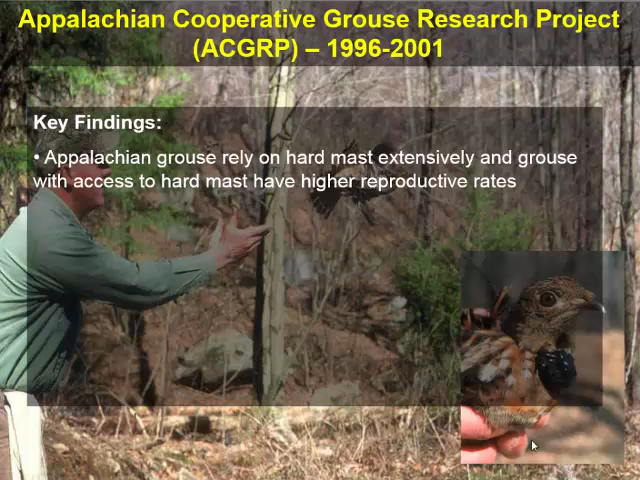 Appalachian Cooperative Grouse Research Project
(ACGRP) – 1996-2001
Key Findings:
• Appalachian grouse rely on hard mast extensively and grouse
with access to hard mast have higher reproductive rates